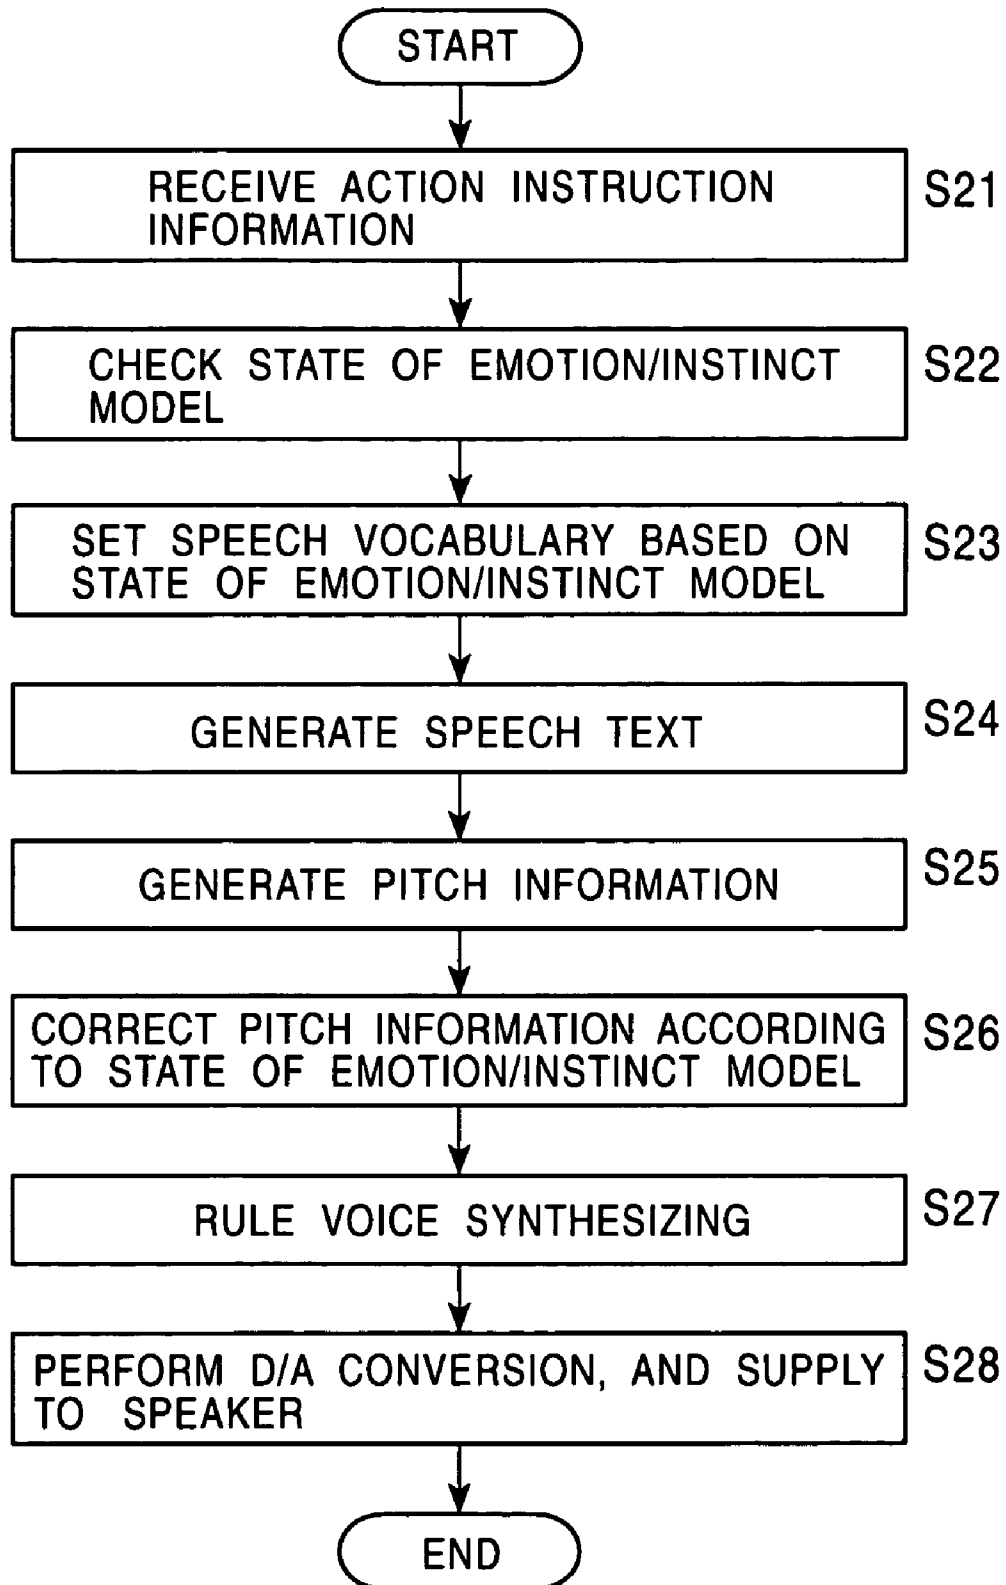 START
RECEIVE ACTION INSTRUCTION
INFORMATION
S21
CHECK STATE OF EMOTION/INSTINCT
MODEL
S22
SET SPEECH VOCABULARY BASED ON
STATE OF EMOTION/INSTINCT MODEL
S23
GENERATE SPEECH TEXT
S24
GENERATE PITCH INFORMATION
S25
CORRECT PITCH INFORMATION ACCORDING
TO STATE OF EMOTION/INSTINCT MODEL
S26
RULE VOICE SYNTHESIZING
S27
PERFORM D/A CONVERSION, AND SUPPLY
TO SPEAKER
S28
END